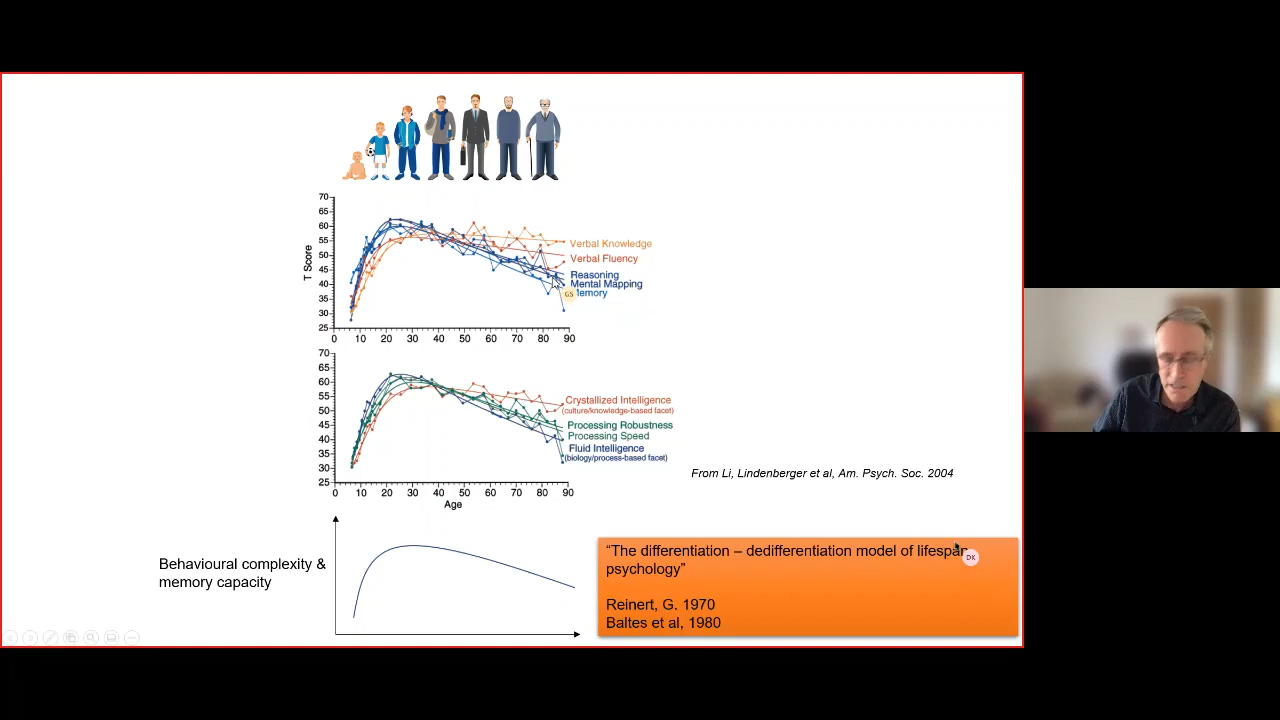 70
65
60
55
50
45
40
35
30
25
T Score
0 10 20 30 40 50 60 70 80 90
Verbal Knowledge
Verbal Fluency
Reasoning
Mental Mapping
GS
Memory
70
65
60
55
50
45
40
35
30
25
0 10 20 30 40 50 60 70 80 90
Age
Crystallized Intelligence
(culture/knowledge-based facet)
Processing Robustness
Processing Speed
Fluid Intelligence
(biology/process-based facet)
From Li, Lindenberger et al, Am. Psych. Soc. 2004
Behavioural complexity &
memory capacity
“The differentiation – dedifferentiation model of lifespan
psychology”
DK
Reinert, G. 1970
Baltes et al, 1980